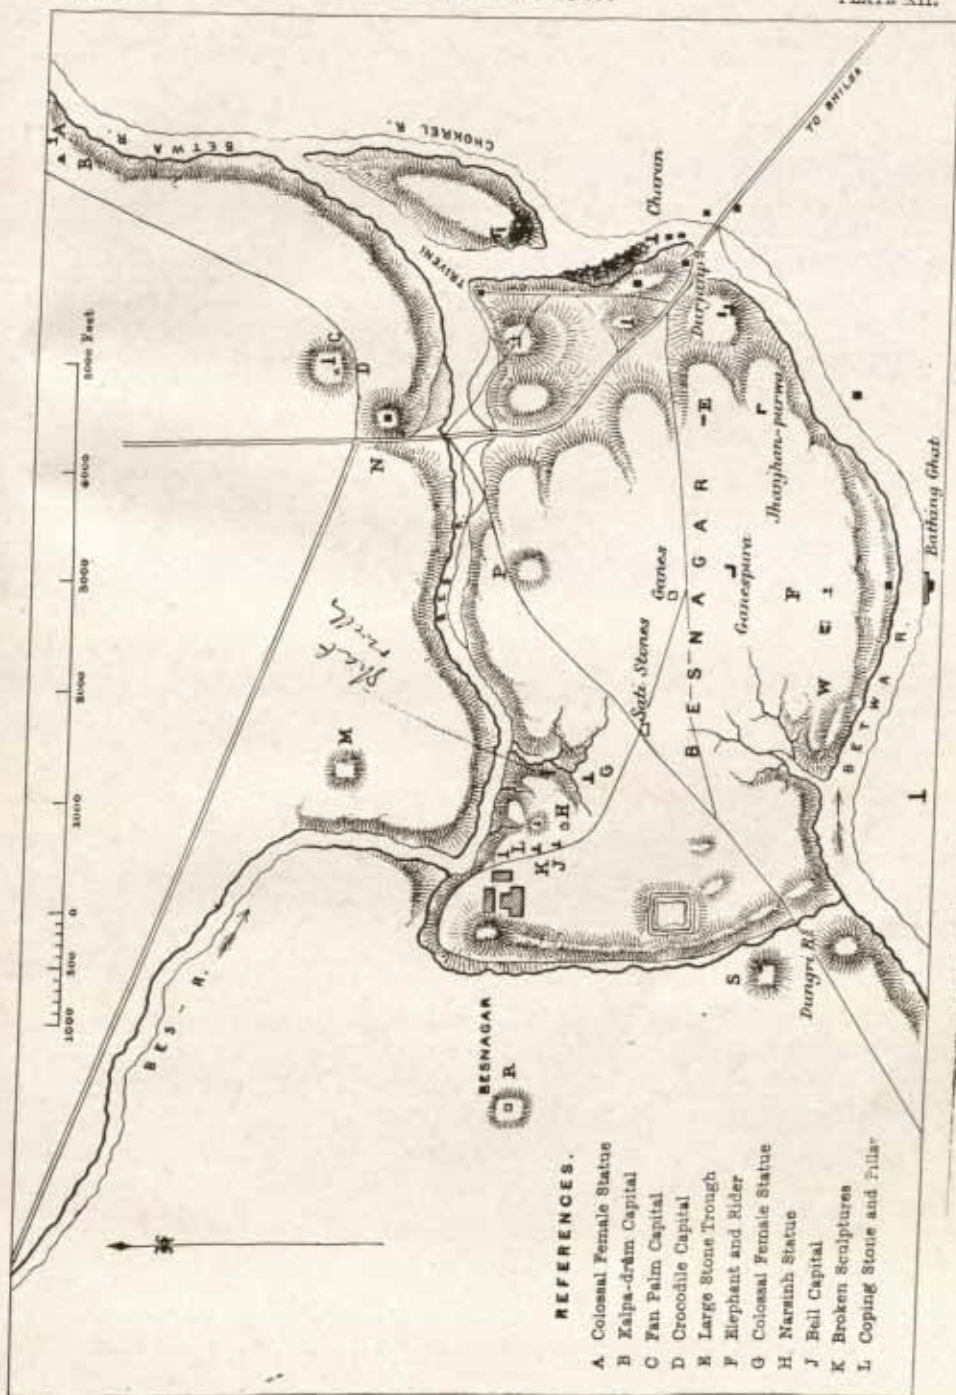 PLATE XII.
1000
500
0
1000
2000
3000
4000
5000 Feet
BES - R.
A
B
BETWA R.
CHOKREL R.
TRIVENI
C
D
N
M
BES R.
TO BHILSA
Charan
P
BESNAGAR
R
L
K
J
H
G
Sati Stones
Ganes
BESNAGAR
E
Ganespura
Jhanjhan-purwa
F
W
S
BETWA R.
Bathing Ghat
REFERENCES.
A Colossal Female Statue
B Kalpa-drúm Capital
C Fan Palm Capital
D Crocodile Capital
E Large Stone Trough
F Elephant and Rider
G Colossal Female Statue
H. Narsinh Statue
J Bell Capital
K Broken Sculptures
L Coping Stone and Pillar